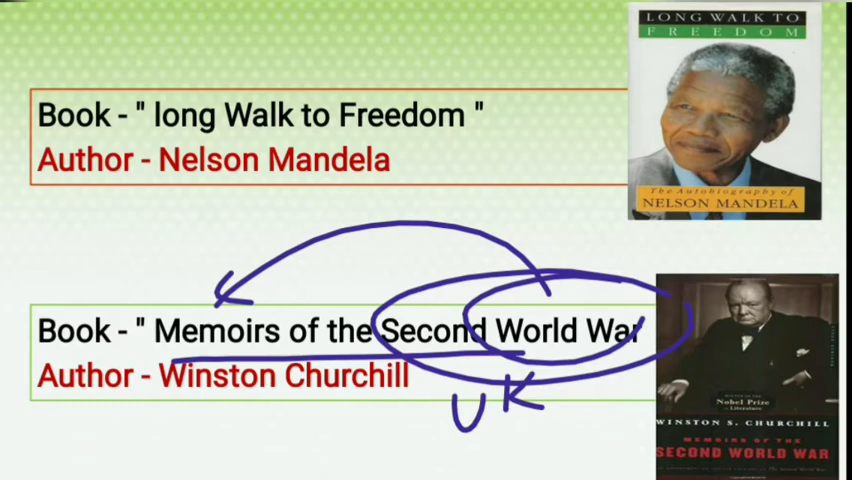 Book - " long Walk to Freedom "
Author - Nelson Mandela
LONG WALK TO
FREEDOM
The Autobiography of
NELSON MANDELA
Book - " Memoirs of the Second World War
Author - Winston Churchill
UK
Nobel Prize
Literature
WINSTON S. CHURCHILL
MEMOIRS OF THE
SECOND WORLD WAR